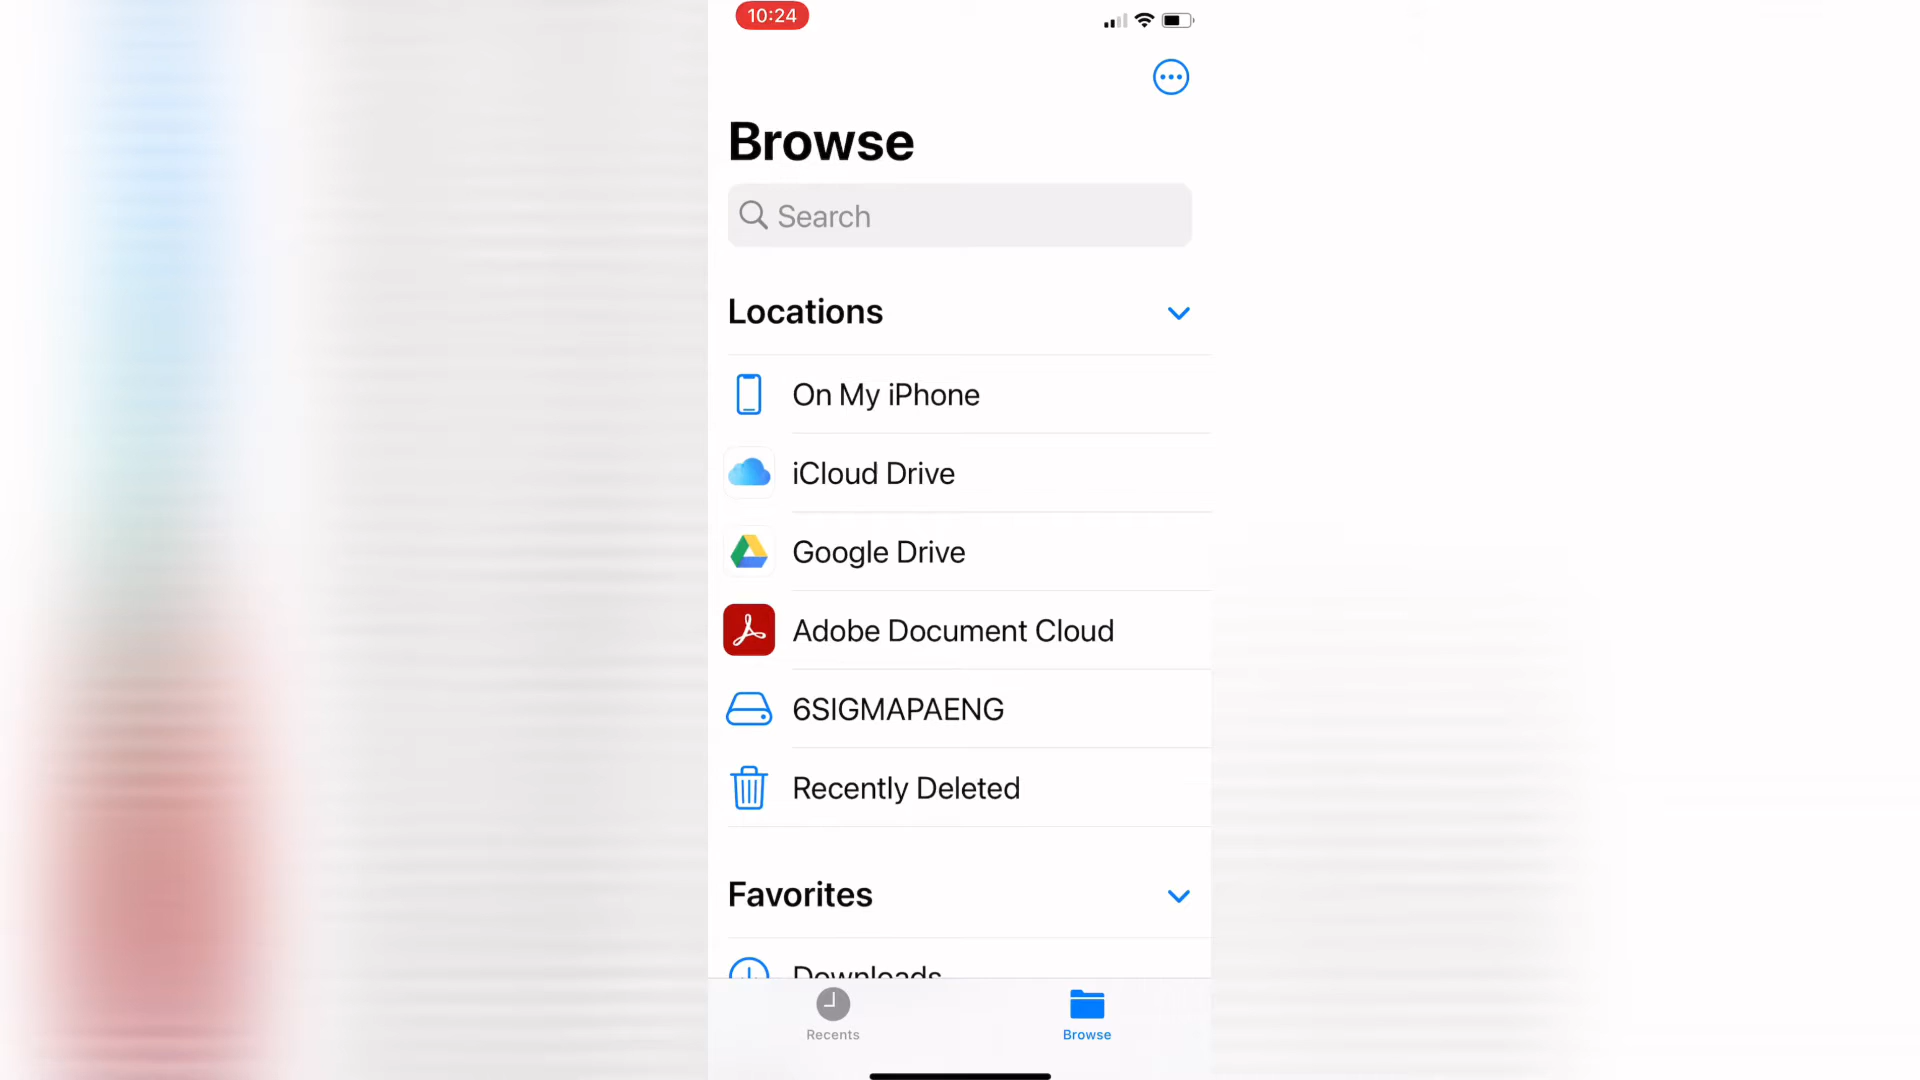 10:24
Browse
Search
Locations
On My iPhone
iCloud Drive
Google Drive
Adobe Document Cloud
6SIGMAPAENG
Recently Deleted
Favorites
Downloads
Recents
Browse